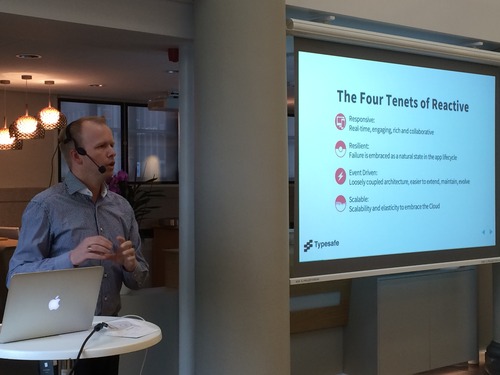 The Four Tenets of Reactive
Responsive:
Real-time, engaging, rich and collaborative
Resilient:
Failure is embraced as a natural state in the app lifecycle
Event Driven:
Loosely coupled architecture, easier to extend, maintain, evolve
Scalable:
Scalability and elasticity to embrace the Cloud
Typesafe